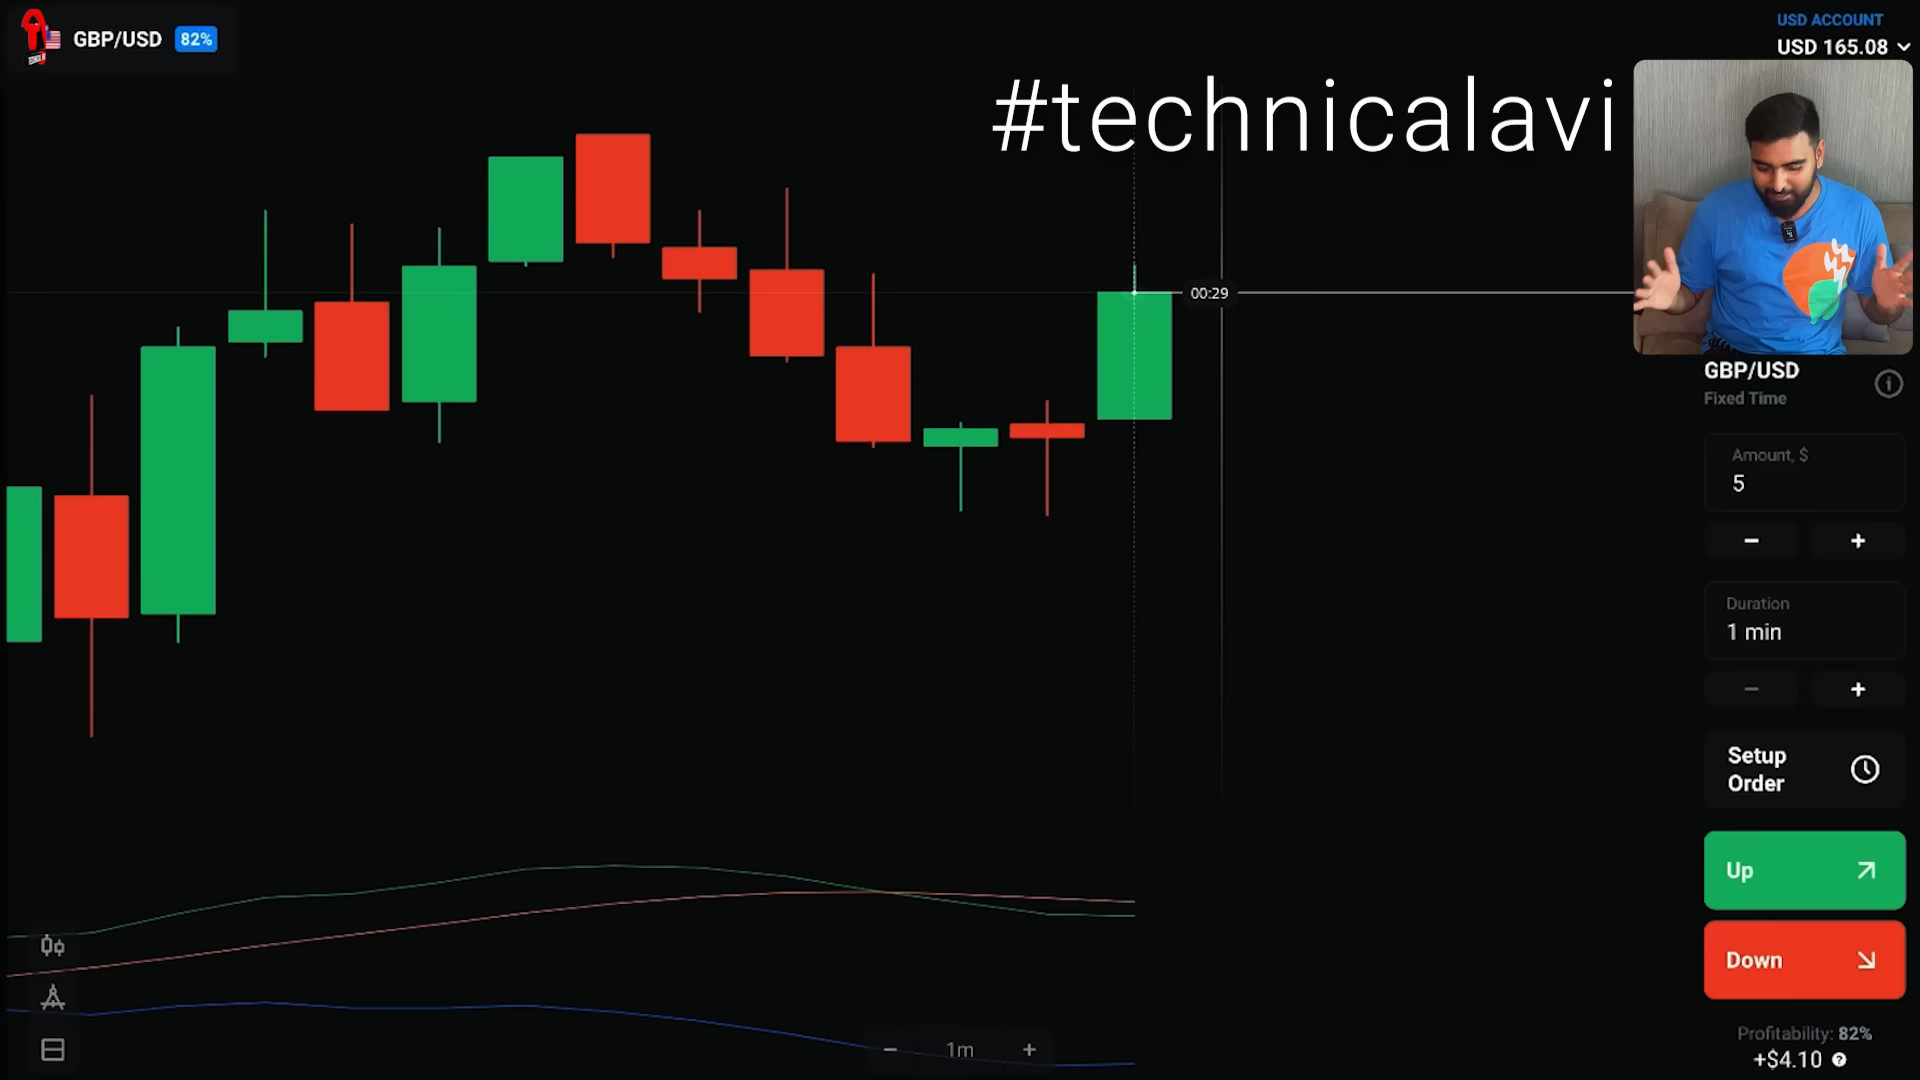 GBP/USD 82%
USD ACCOUNT
USD 165.08
#technicalavi
00:29
GBP/USD
Fixed Time
Amount, $
5
− +
Duration
1 min
− +
Setup
Order
Up
Down
Profitability: 82%
+$4.10 ?
− 1m +